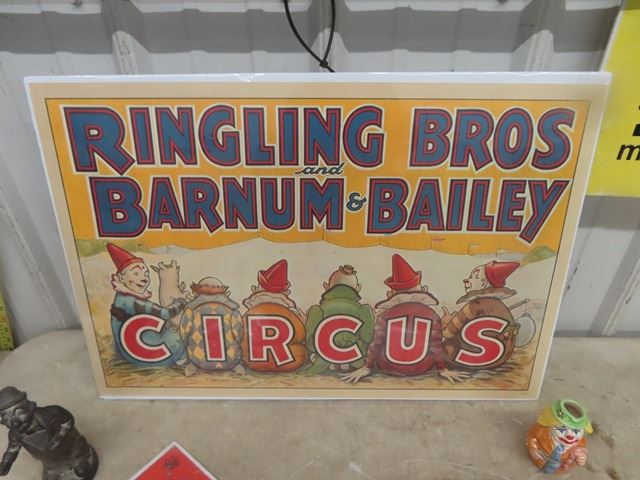 RINGLING BROS
and
BARNUM & BAILEY
CIRCUS
m